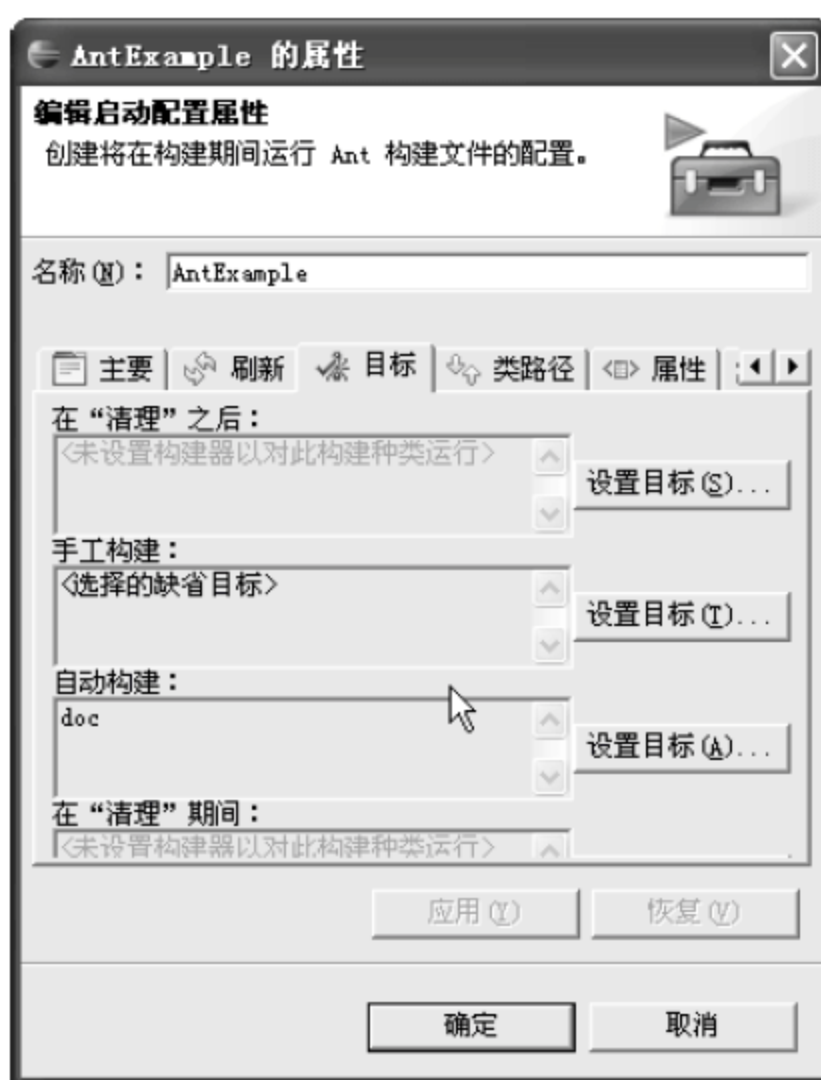 AntExample 的属性
编辑启动配置属性
创建将在构建期间运行 Ant 构建文件的配置。
名称(N)： AntExample
主要 刷新 目标 类路径 属性
在“清理”之后：
<未设置构建器以对此构建种类运行>
设置目标(S)...
手工构建：
<选择的缺省目标>
设置目标(T)...
自动构建：
doc
设置目标(A)...
在“清理”期间：
<未设置构建器以对此构建种类运行>
应用(Y) 恢复(V)
确定 取消